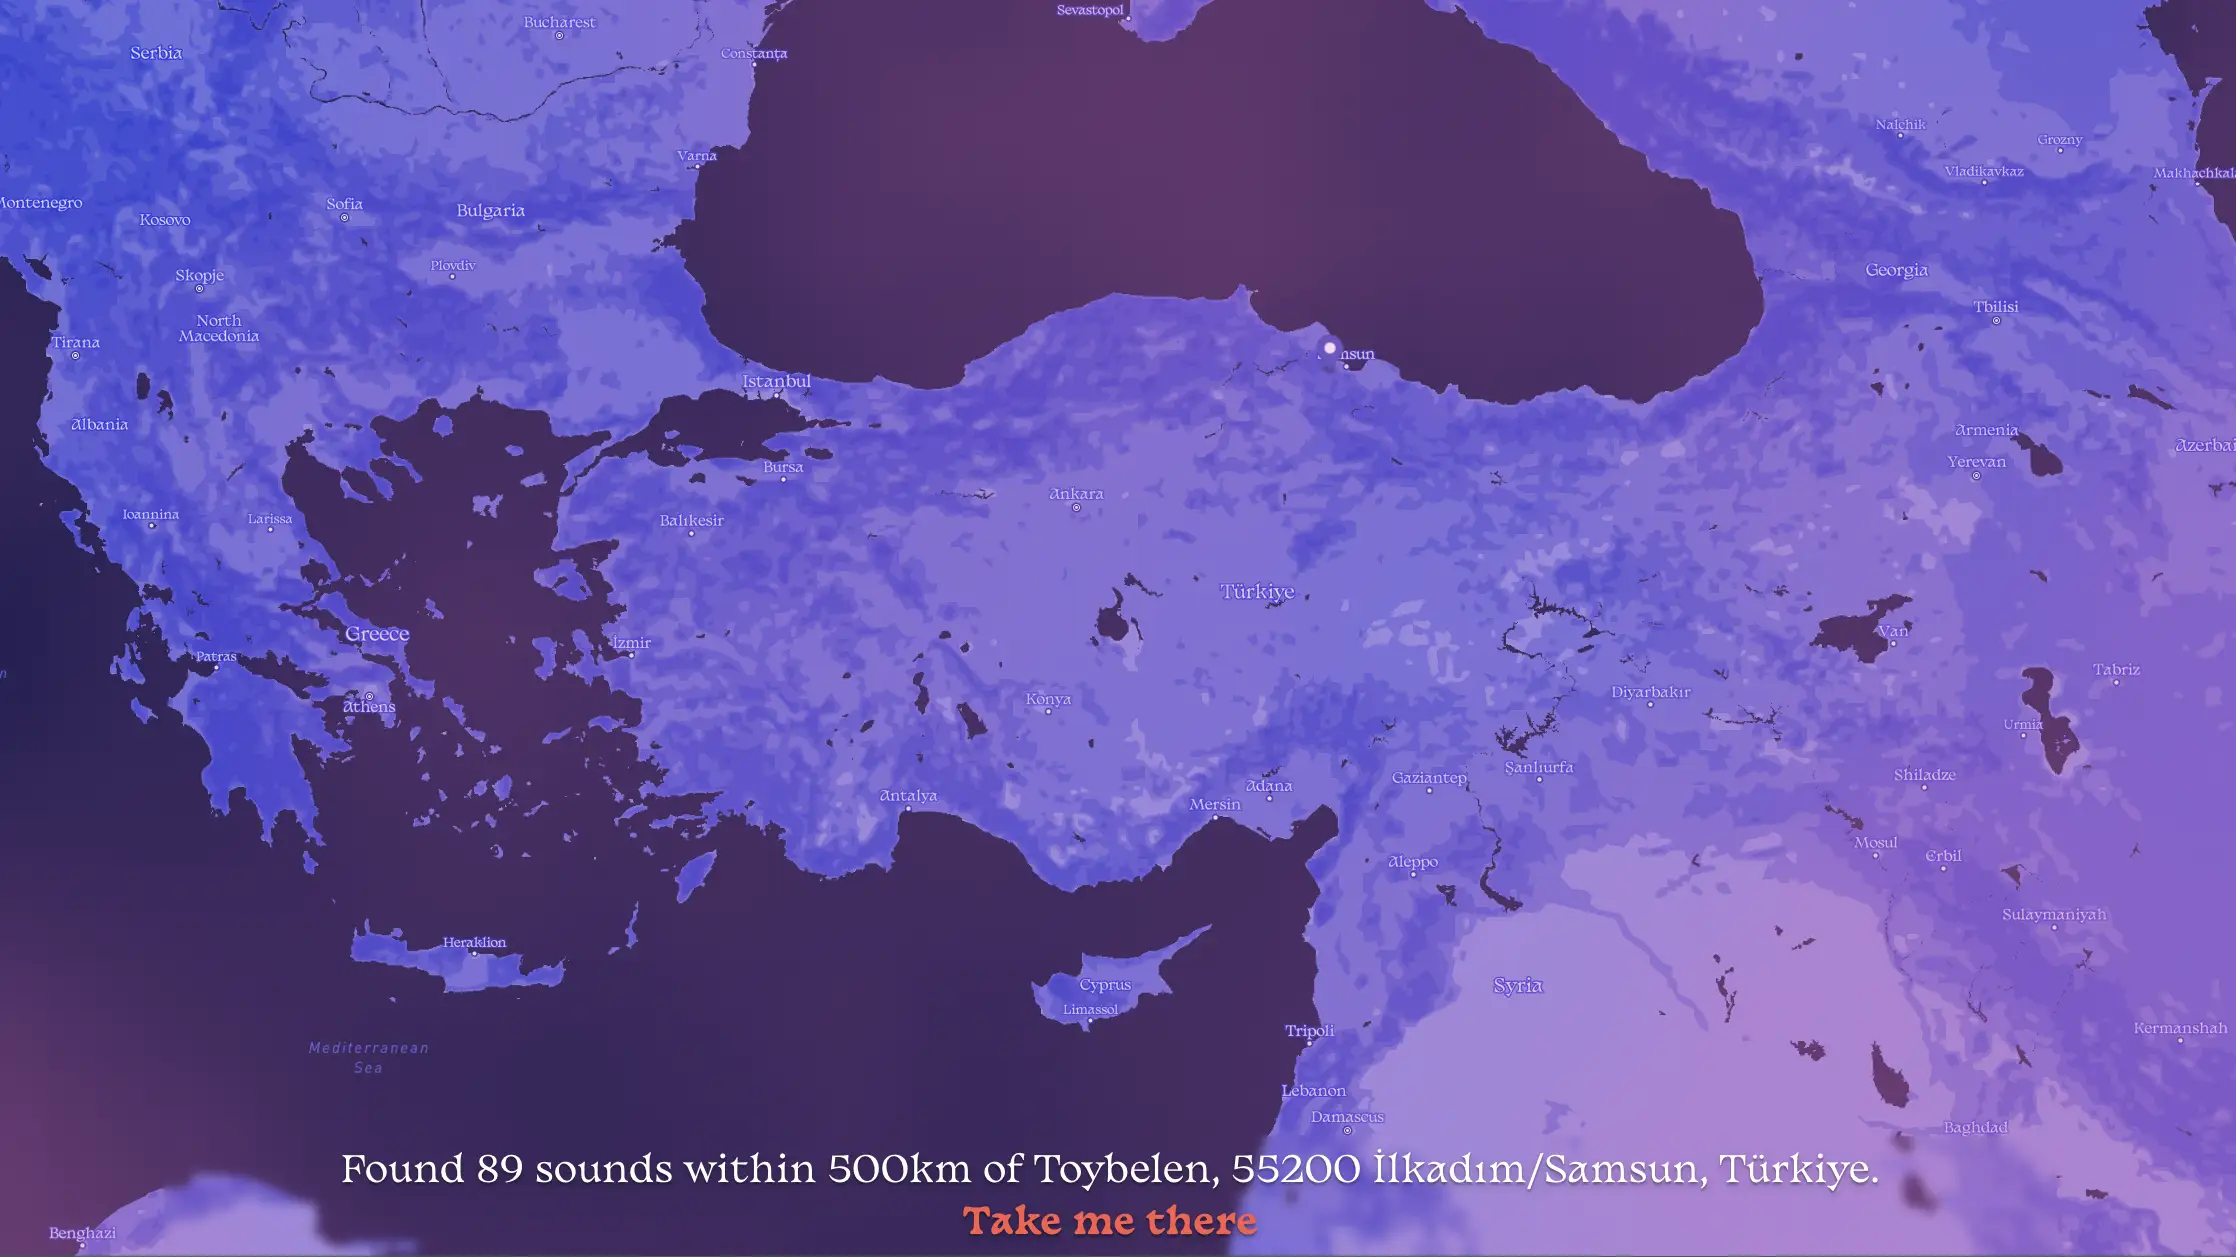 Sevastopol
Bucharest
Serbia
Constanța
Nalchik
Grozny
Varna
Vladikavkaz
Montenegro
Sofia
Bulgaria
Kosovo
Plovdiv
Georgia
Skopje
Tbilisi
North
Macedonia
Tirana
Istanbul
Albania
Armenia
Yerevan
Bursa
Ankara
Ioannina
Larissa
Balıkesir
Türkiye
Greece
Van
İzmir
Patras
Tabriz
Diyarbakır
Konya
Athens
Urmia
Şanlıurfa
Shiladze
Gaziantep
Adana
Antalya
Mersin
Mosul
Erbil
Aleppo
Sulaymaniyah
Heraklion
Cyprus
Syria
Limassol
Kermanshah
Tripoli
Mediterranean
Sea
Lebanon
Damascus
Baghdad
Found 89 sounds within 500km of Toybelen, 55200 İlkadım/Samsun, Türkiye.
Take me there
Benghazi